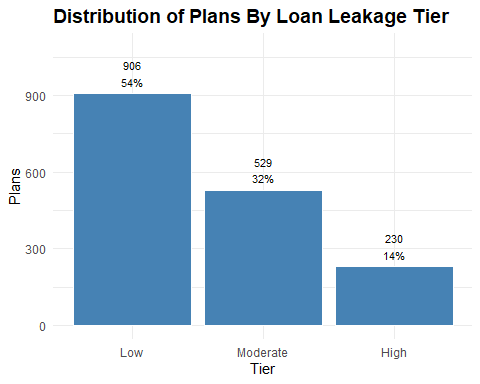 Distribution of Plans By Loan Leakage Tier
906
54%
529
32%
230
14%
900
600
300
0
Plans
Low
Moderate
High
Tier